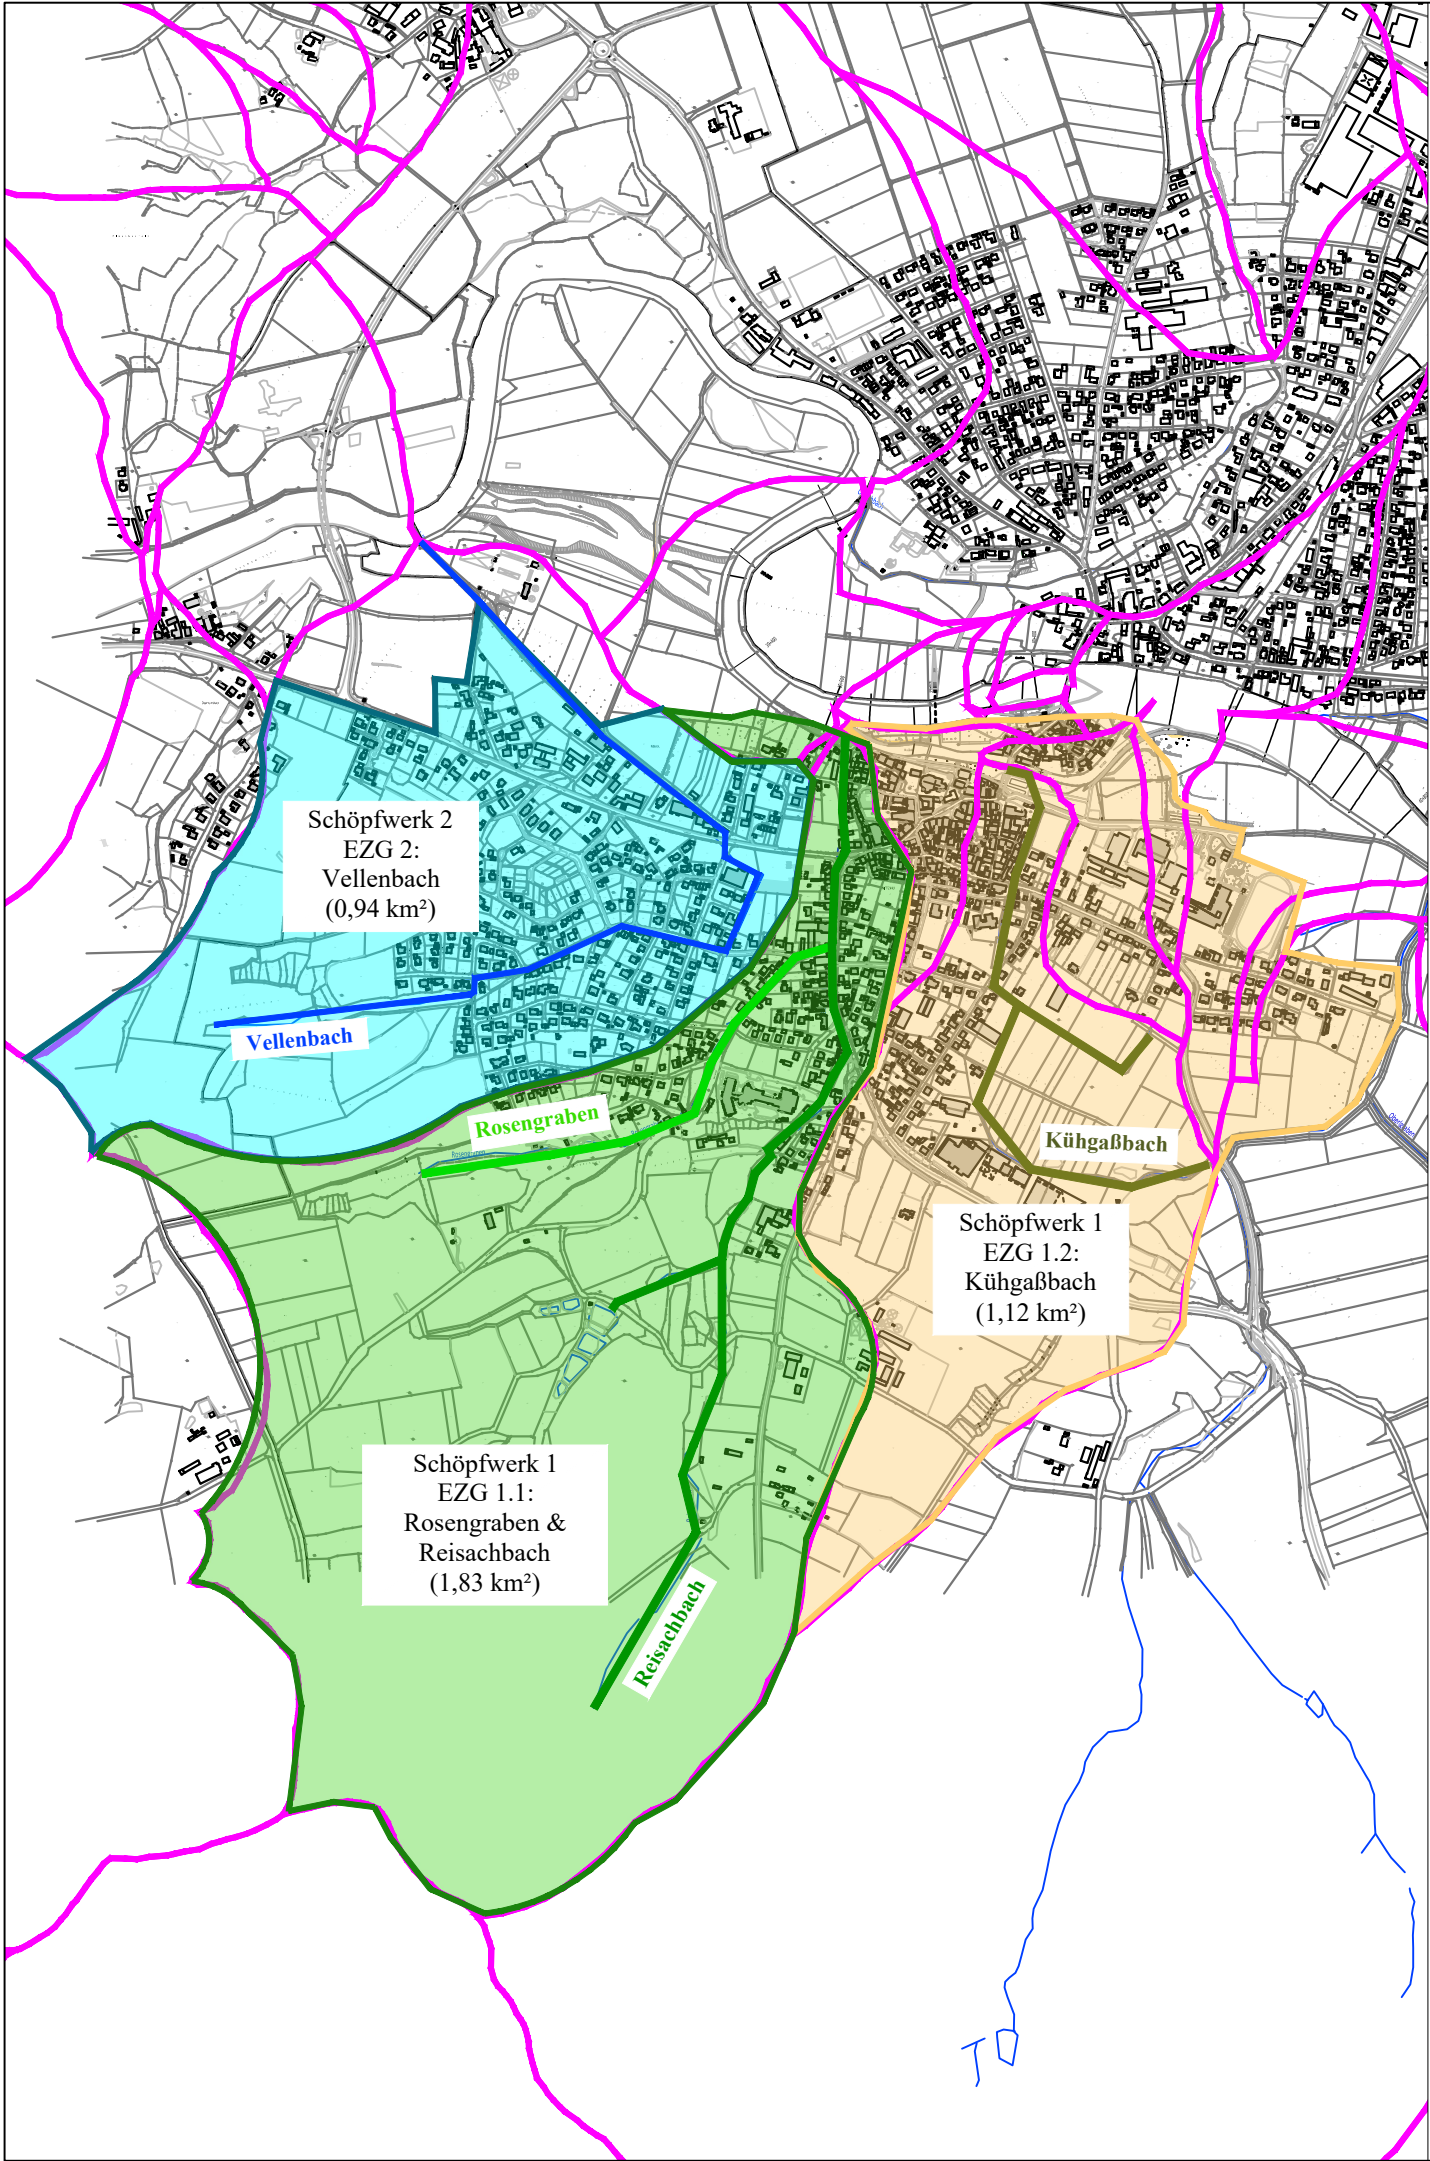 Schöpfwerk 2
EZG 2:
Vellenbach
(0,94 km²)
Vellenbach
Rosengraben
Rosengraben
Kühgaßbach
Schöpfwerk 1
EZG 1.2:
Kühgaßbach
(1,12 km²)
Schöpfwerk 1
EZG 1.1:
Rosengraben &
Reisachbach
(1,83 km²)
Reisachbach